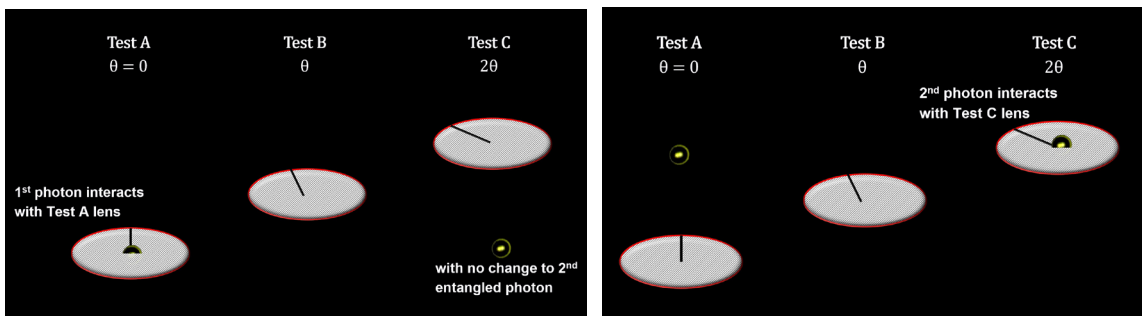 Test A
Test B
Test C
θ = 0
θ
2θ
1st photon interacts
with Test A lens
with no change to 2nd
entangled photon
Test A
Test B
Test C
θ = 0
θ
2θ
2nd photon interacts
with Test C lens